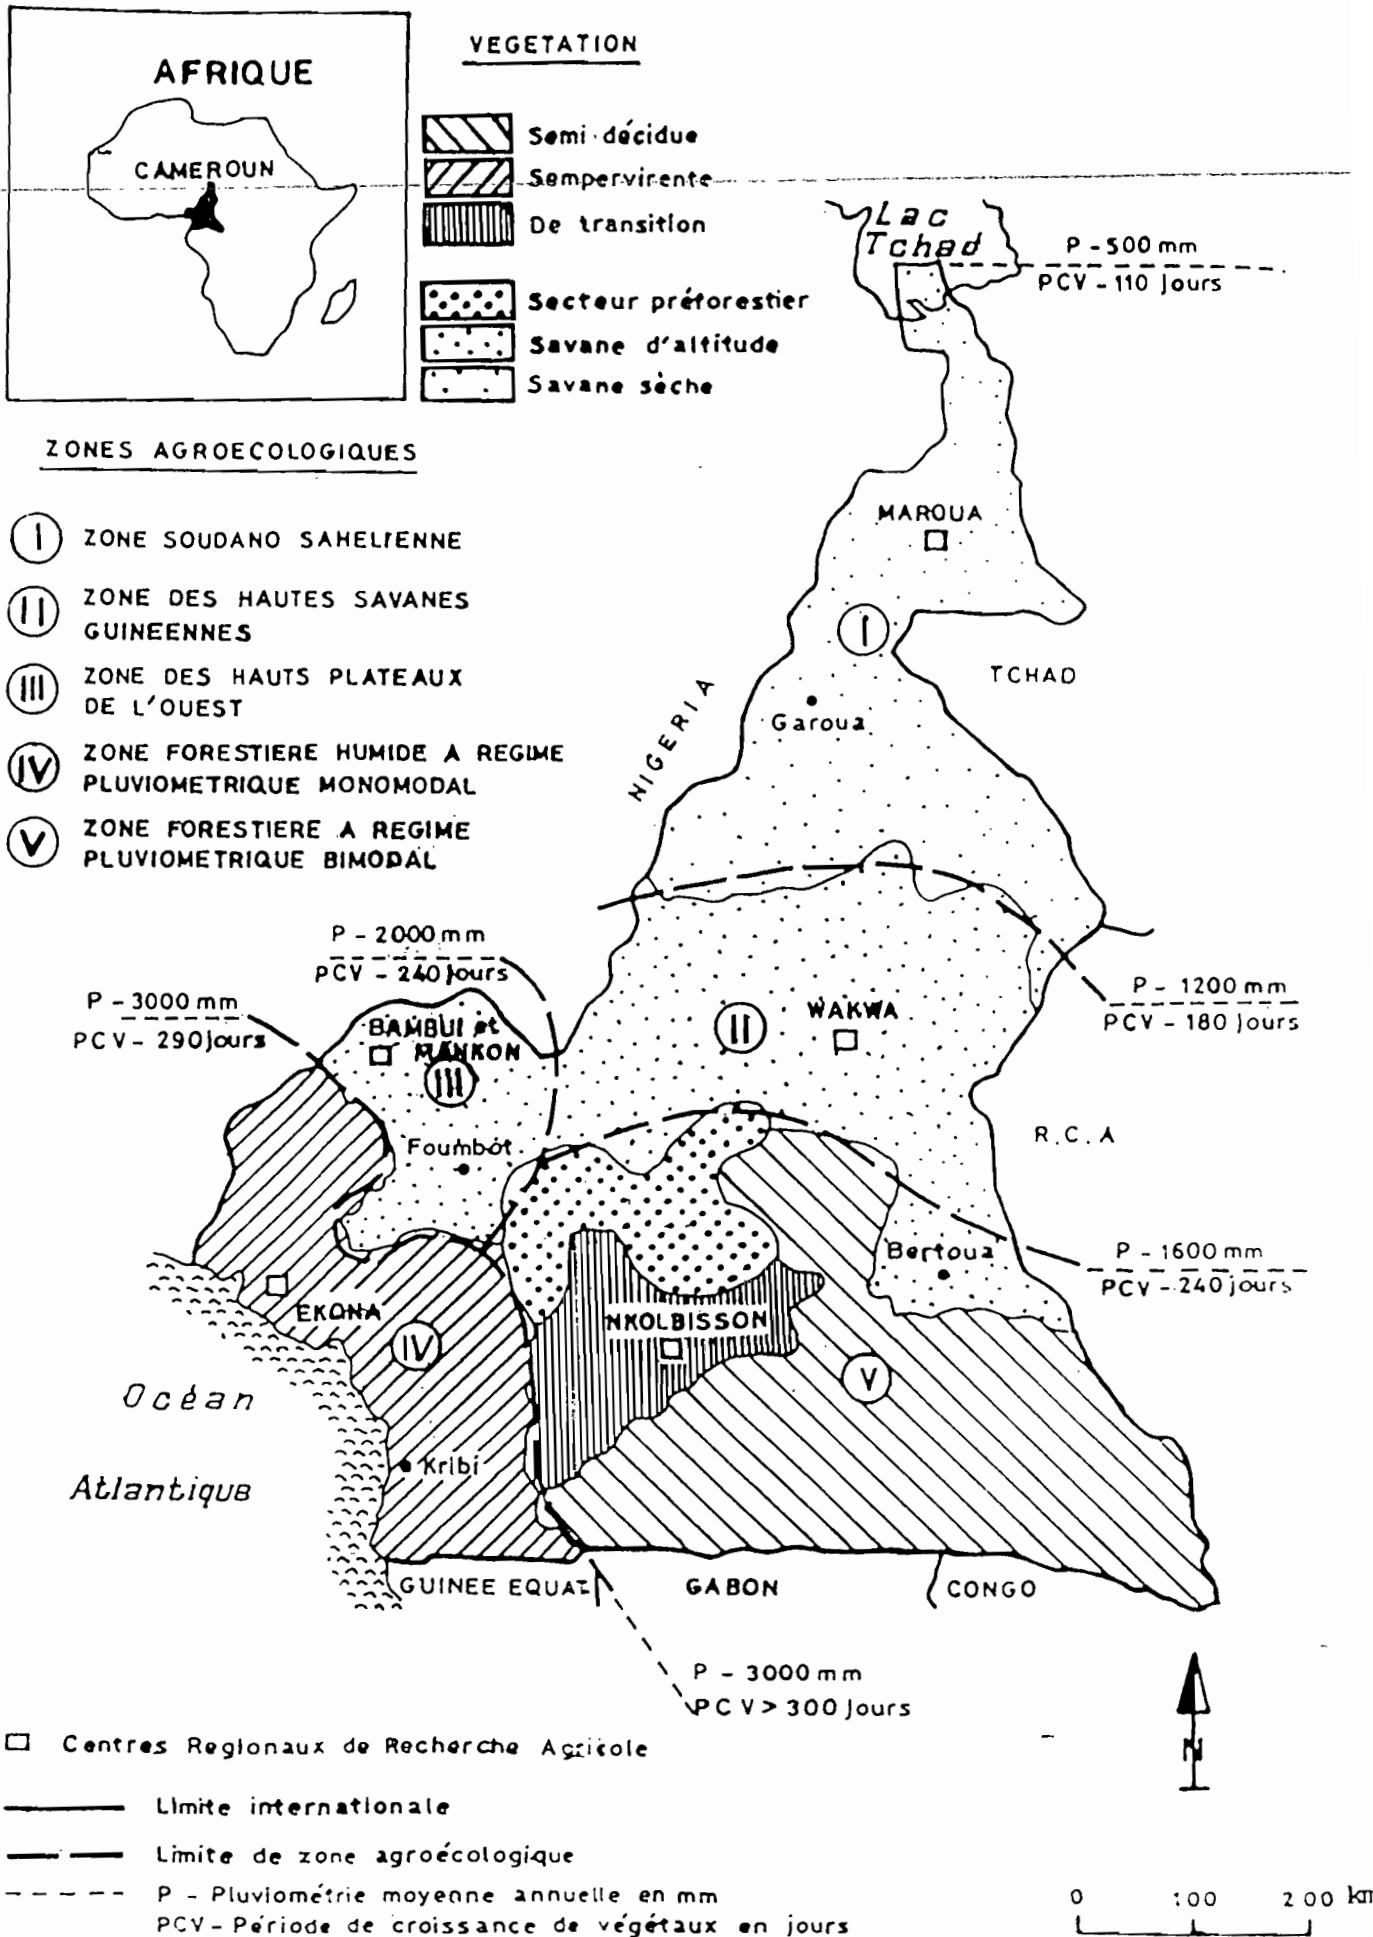 AFRIQUE
CAMEROUN
VEGETATION
Semi-décidue
Sempervirente
De transition
Secteur préforestier
Savane d'altitude
Savane sèche
ZONES AGROECOLOGIQUES
I ZONE SOUDANO SAHELIENNE
II ZONE DES HAUTES SAVANES
GUINEENNES
III ZONE DES HAUTS PLATEAUX
DE L'OUEST
IV ZONE FORESTIERE HUMIDE A REGIME
PLUVIOMETRIQUE MONOMODAL
V ZONE FORESTIERE A REGIME
PLUVIOMETRIQUE BIMODAL
Lac
Tchad
P - 500 mm
PCV - 110 Jours
MAROUA
I
TCHAD
Garoua
NIGERIA
P - 2000 mm
PCV - 240 Jours
P - 3000 mm
PCV - 290 jours
P - 1200 mm
PCV - 180 Jours
BAMBUI et
MANKON
III
II
WAKWA
Foumbot
R.C.A
Bertoua
P - 1600 mm
PCV - 240 jours
EKONA
NKOLBISSON
IV
V
Océan
Atlantique
Kribi
GUINEE EQUAT
GABON
CONGO
P - 3000 mm
PCV > 300 Jours
N
Centres Regionaux de Recherche Agricole
Limite internationale
Limite de zone agroécologique
P - Pluviométrie moyenne annuelle en mm
PCV - Période de croissance de végétaux en jours
0 100 200 km